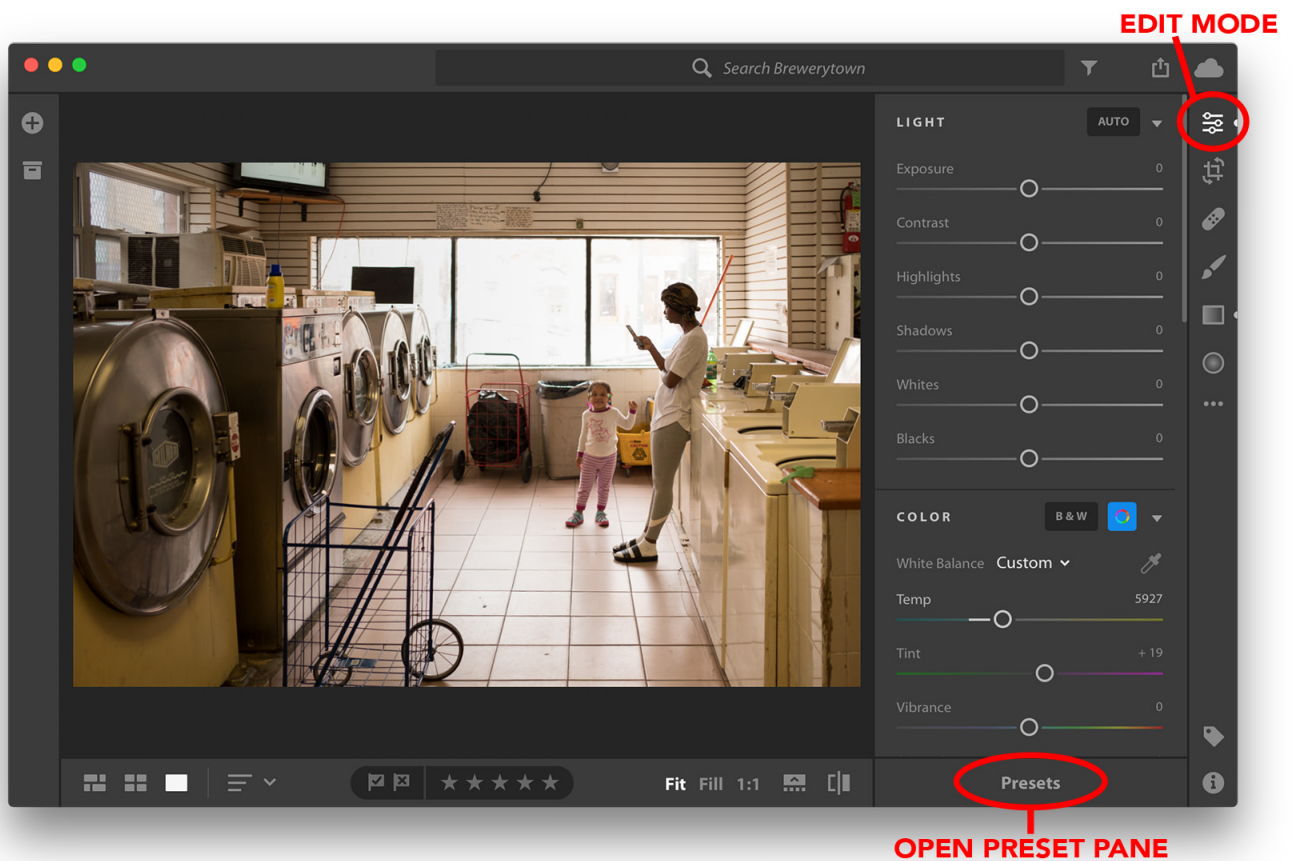 EDIT MODE
Search Brewerytown
LIGHT
AUTO
Exposure 0
Contrast 0
Highlights 0
Shadows 0
Whites 0
Blacks 0
COLOR
B & W
White Balance Custom
Temp 5927
Tint + 19
Vibrance 0
Fit Fill 1:1
Presets
OPEN PRESET PANE